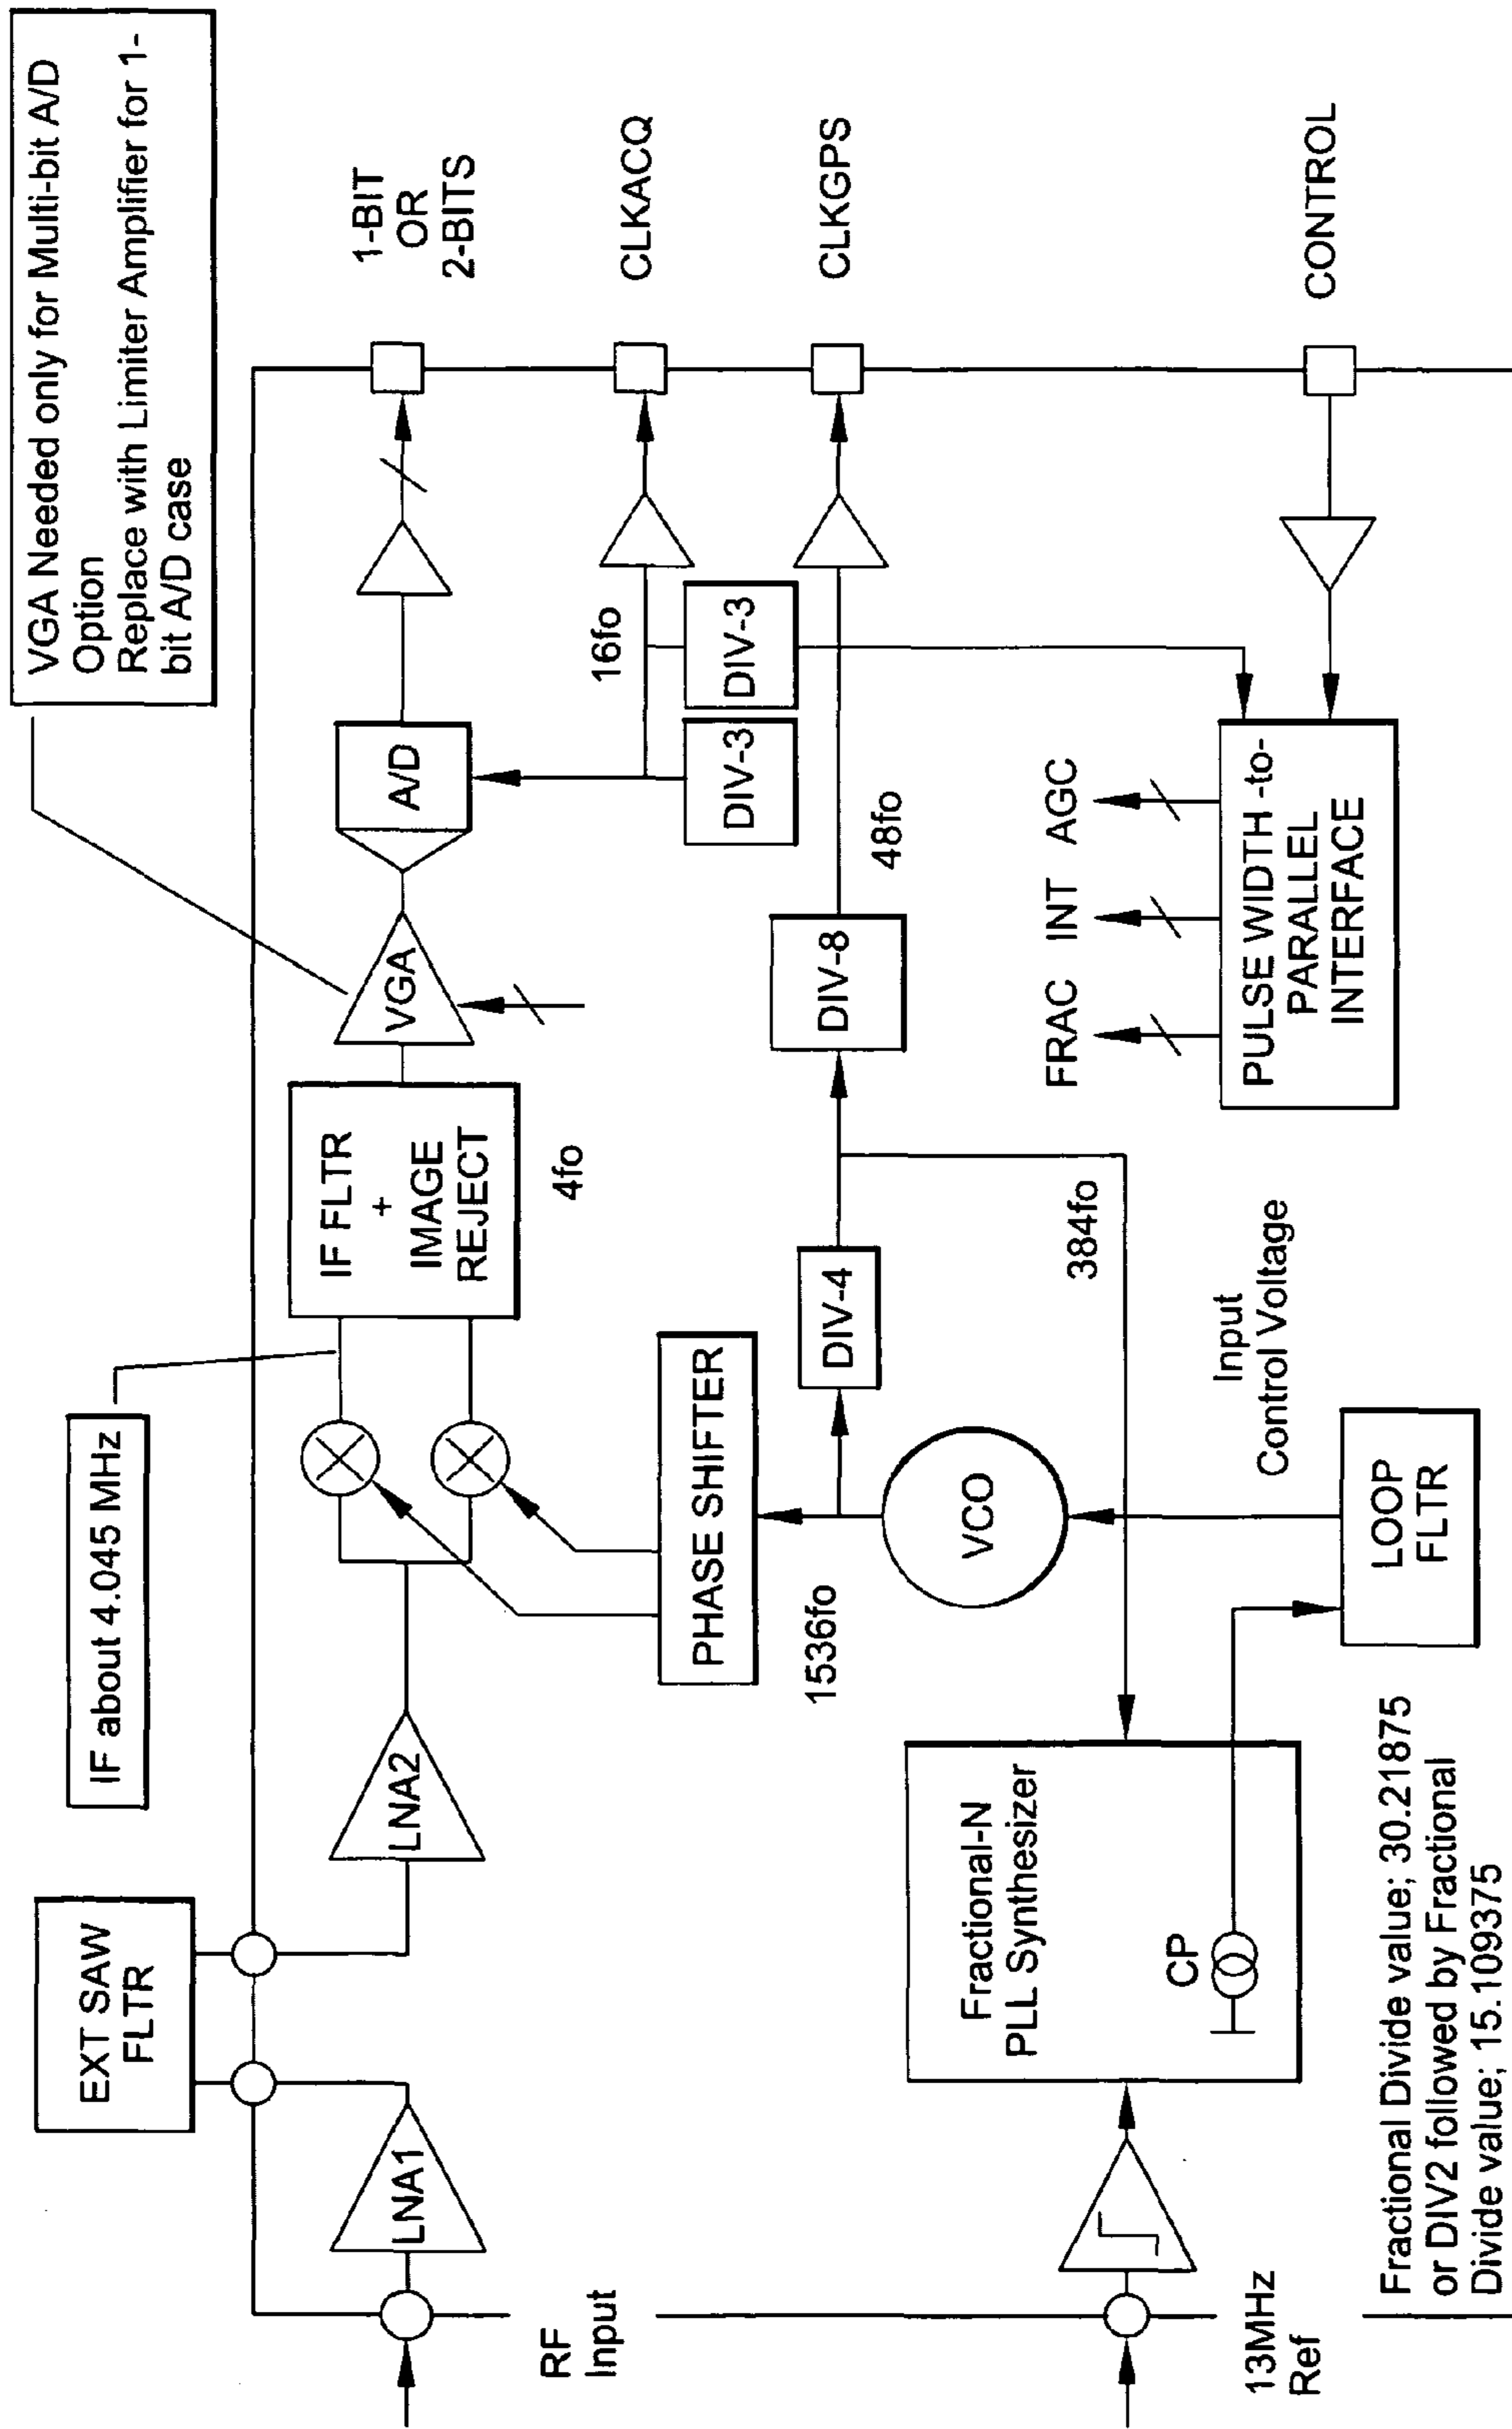 VGA Needed only for Multi-bit A/D
Option
Replace with Limiter Amplifier for 1-
bit A/D case
IF about 4.045 MHz
EXT SAW
FLTR
LNA1
LNA2
IF FLTR
+
IMAGE
REJECT
4fo
VGA
A/D
1-BIT
OR
2-BITS
RF
Input
PHASE SHIFTER
16fo
DIV-3
DIV-3
CLKACQ
1536fo
DIV-4
DIV-8
48fo
CLKGPS
VCO
384fo
Fractional-N
PLL Synthesizer
CP
13MHz
Ref
Input
Control Voltage
LOOP
FLTR
FRAC
INT
AGC
PULSE WIDTH -to-
PARALLEL
INTERFACE
CONTROL
Fractional Divide value; 30.21875
or DIV2 followed by Fractional
Divide value; 15.109375